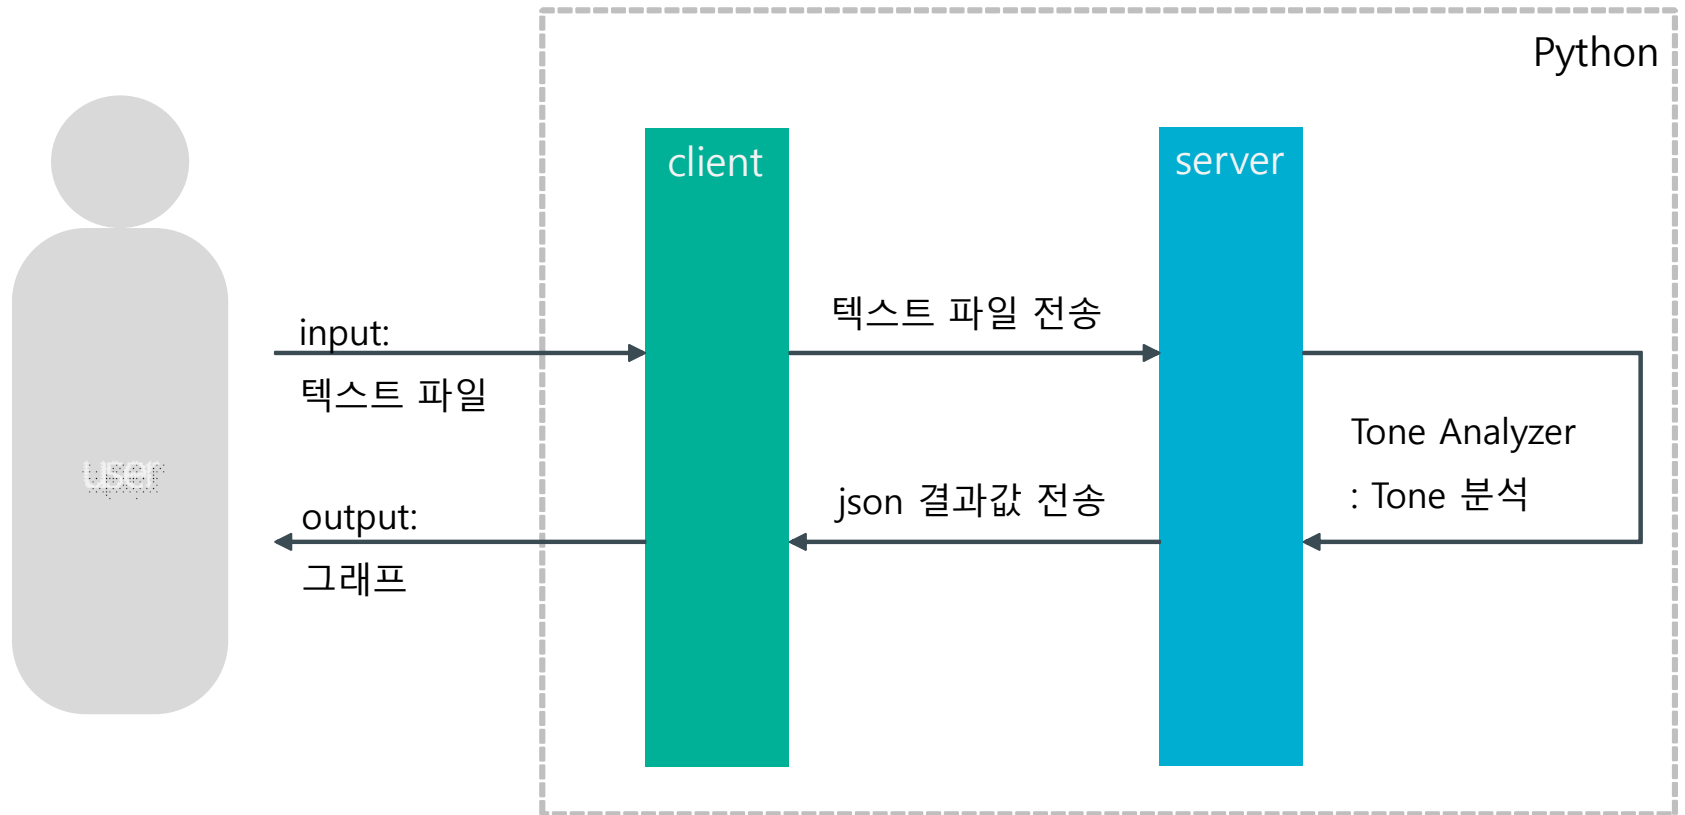 Python
client
server
input:
텍스트 파일
텍스트 파일 전송
Tone Analyzer
: Tone 분석
json 결과값 전송
user
output:
그래프